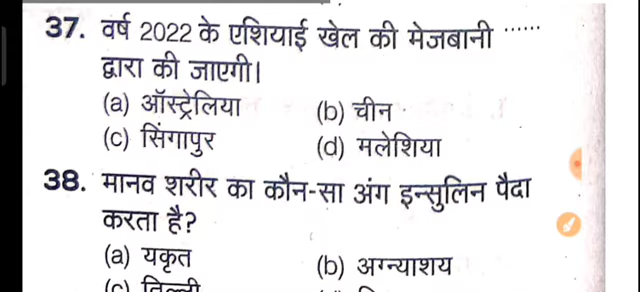 37. वर्ष 2022 के एशियाई खेल की मेजबानी ......
द्वारा की जाएगी।
(a) ऑस्ट्रेलिया (b) चीन
(c) सिंगापुर (d) मलेशिया
38. मानव शरीर का कौन-सा अंग इन्सुलिन पैदा
करता है?
(a) यकृत (b) अग्न्याशय
(c) तिल्ली